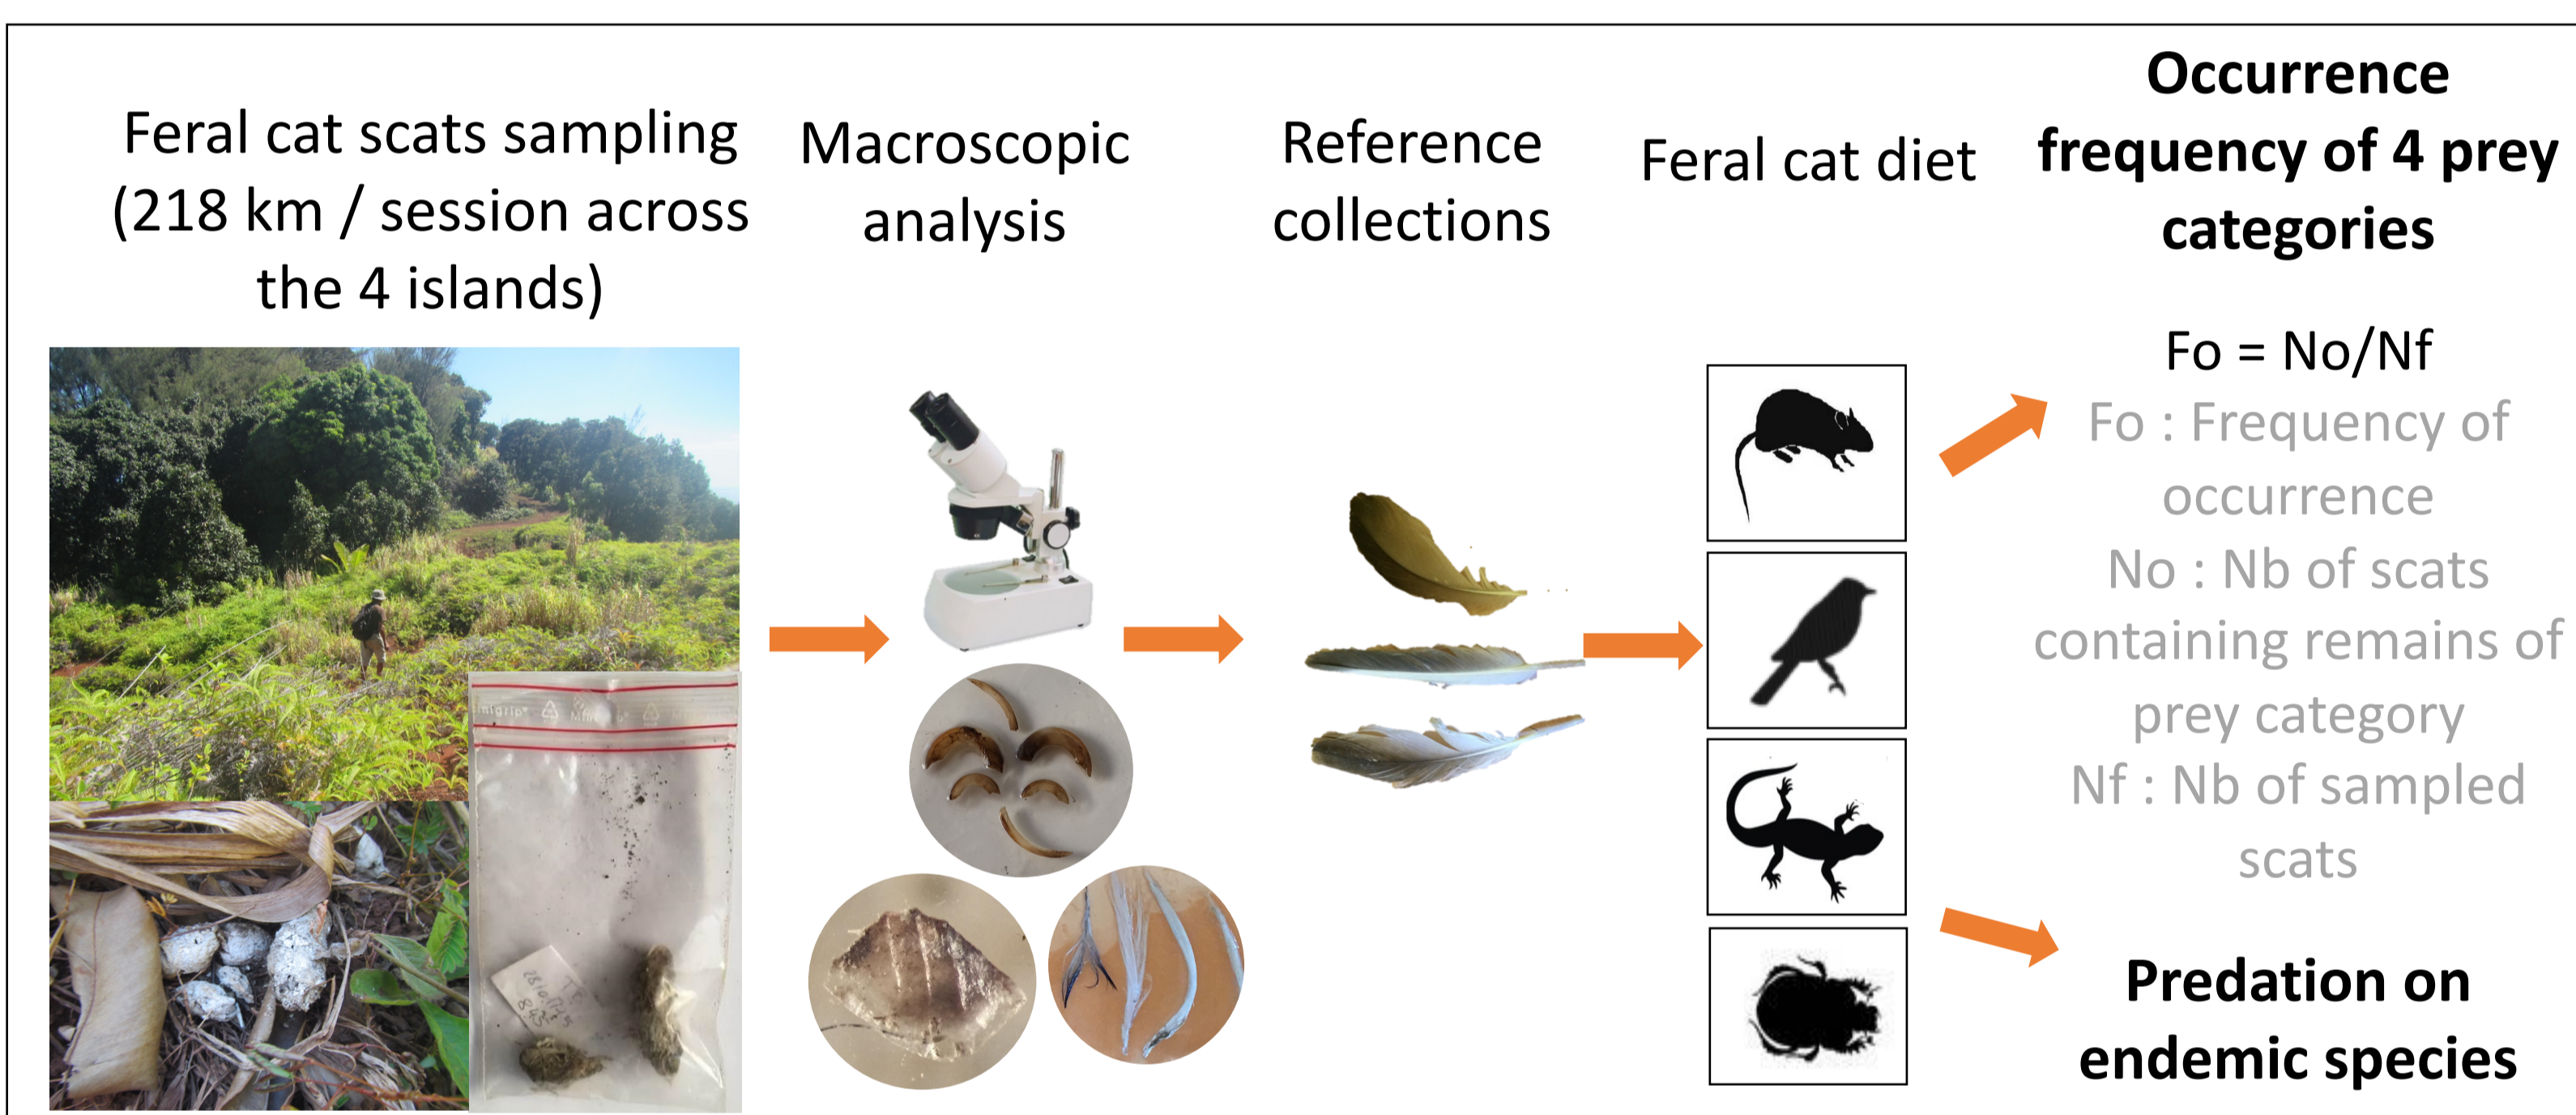 Feral cat scats sampling
(218 km / session across
the 4 islands)
Macroscopic
analysis
Reference
collections
Feral cat diet
Occurrence
frequency of 4 prey
categories
Fo = No/Nf
Fo : Frequency of
occurrence
No : Nb of scats
containing remains of
prey category
Nf : Nb of sampled
scats
Predation on
endemic species